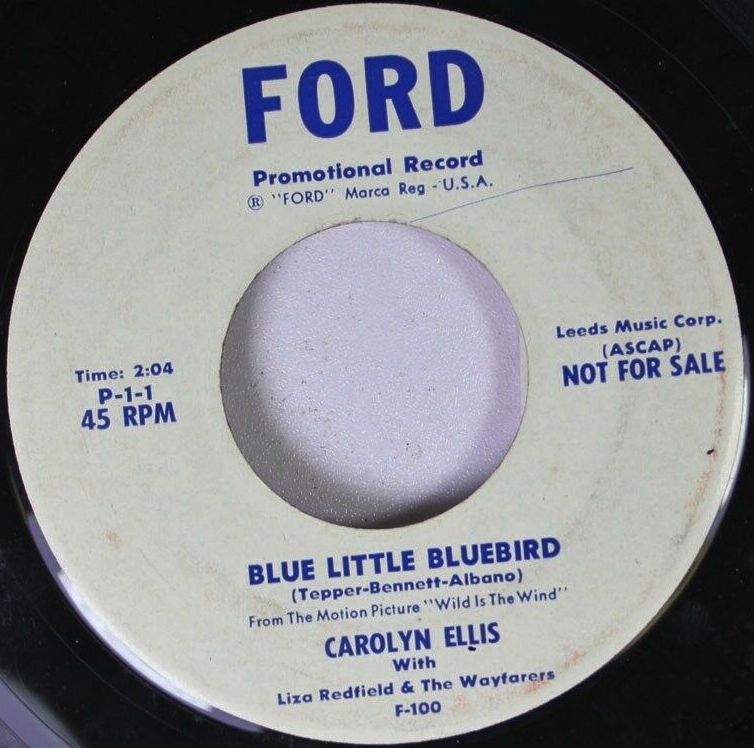 FORD
Promotional Record
® "FORD" Marca Reg - U.S.A.
Leeds Music Corp.
(ASCAP)
NOT FOR SALE
Time: 2:04
P-1-1
45 RPM
BLUE LITTLE BLUEBIRD
(Tepper-Bennett-Albano)
From The Motion Picture "Wild Is The Wind"
CAROLYN ELLIS
With
Liza Redfield & The Wayfarers
F-100